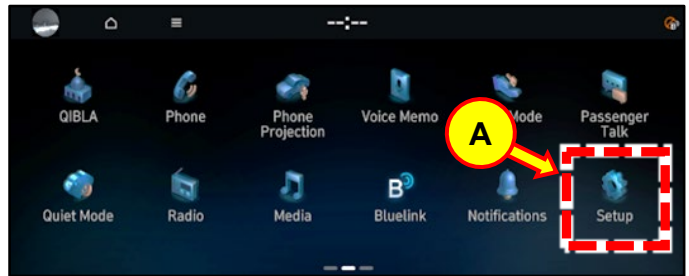 --:--
QIBLA
Phone
Phone
Projection
Voice Memo
Mode
Passenger
Talk
A
Quiet Mode
Radio
Media
B
Bluelink
Notifications
Setup